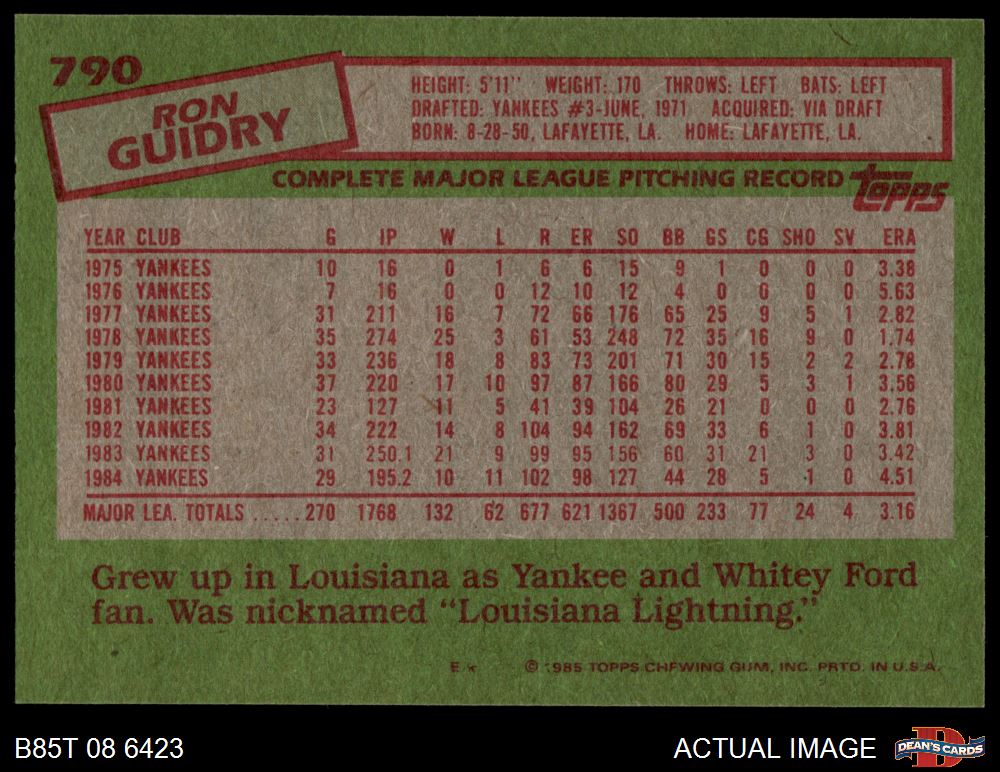 790
RON
GUIDRY
HEIGHT: 5'11" WEIGHT: 170 THROWS: LEFT BATS: LEFT
DRAFTED: YANKEES #3-JUNE, 1971 ACQUIRED: VIA DRAFT
BORN: 8-28-50, LAFAYETTE, LA. HOME: LAFAYETTE, LA.
COMPLETE MAJOR LEAGUE PITCHING RECORD topps
YEAR CLUB G IP W L R ER SO BB GS CG SHO SV ERA
1975 YANKEES 10 16 0 1 6 6 15 9 1 0 0 0 3.38
1976 YANKEES 7 16 0 0 12 10 12 4 0 0 0 0 5.63
1977 YANKEES 31 211 16 7 72 66 176 65 25 9 5 1 2.82
1978 YANKEES 35 274 25 3 61 53 248 72 35 16 9 0 1.74
1979 YANKEES 33 236 18 8 83 73 201 71 30 15 2 2 2.78
1980 YANKEES 37 220 17 10 97 87 166 80 29 5 3 1 3.56
1981 YANKEES 23 127 11 5 41 39 104 26 21 0 0 0 2.76
1982 YANKEES 34 222 14 8 104 94 162 69 33 6 1 0 3.81
1983 YANKEES 31 250.1 21 9 99 95 156 60 31 21 3 0 3.42
1984 YANKEES 29 195.2 10 11 102 98 127 44 28 5 1 0 4.51
MAJOR LEA. TOTALS .....270 1768 132 62 677 621 1367 500 233 77 24 4 3.16
Grew up in Louisiana as Yankee and Whitey Ford
fan. Was nicknamed "Louisiana Lightning."
E * © 1985 TOPPS CHEWING GUM, INC. PRTD. IN U.S.A.
B85T 08 6423 ACTUAL IMAGE D DEAN'S CARDS